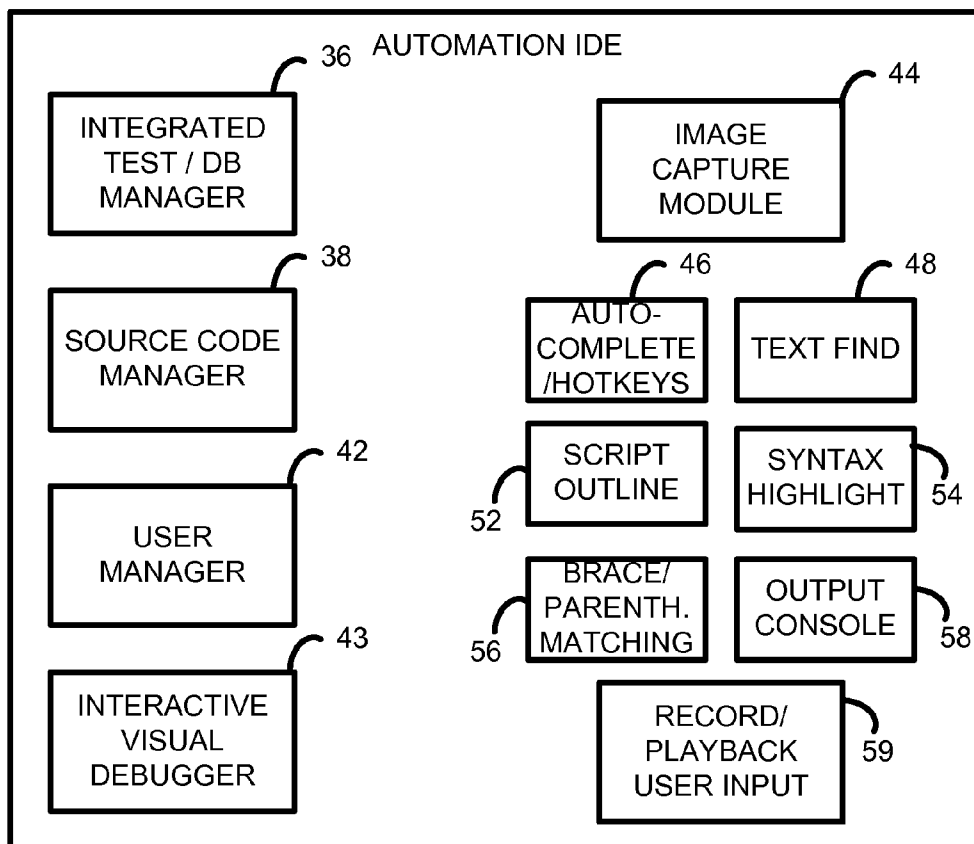 AUTOMATION IDE
36
INTEGRATED
TEST / DB
MANAGER
44
IMAGE
CAPTURE
MODULE
38
SOURCE CODE
MANAGER
46
AUTO-
COMPLETE
/HOTKEYS
48
TEXT FIND
42
USER
MANAGER
52
SCRIPT
OUTLINE
54
SYNTAX
HIGHLIGHT
56
BRACE/
PARENTH.
MATCHING
58
OUTPUT
CONSOLE
43
INTERACTIVE
VISUAL
DEBUGGER
59
RECORD/
PLAYBACK
USER INPUT